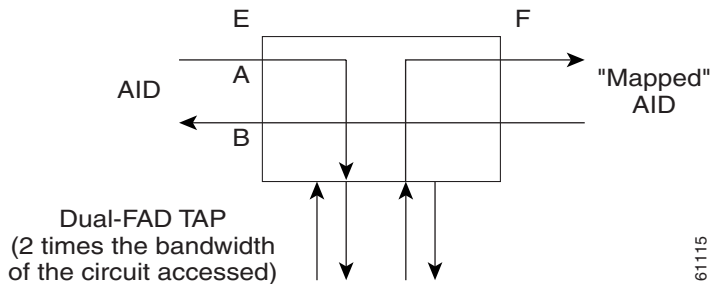 E
F
A
AID
"Mapped"
AID
B
Dual-FAD TAP
(2 times the bandwidth
of the circuit accessed)
61115